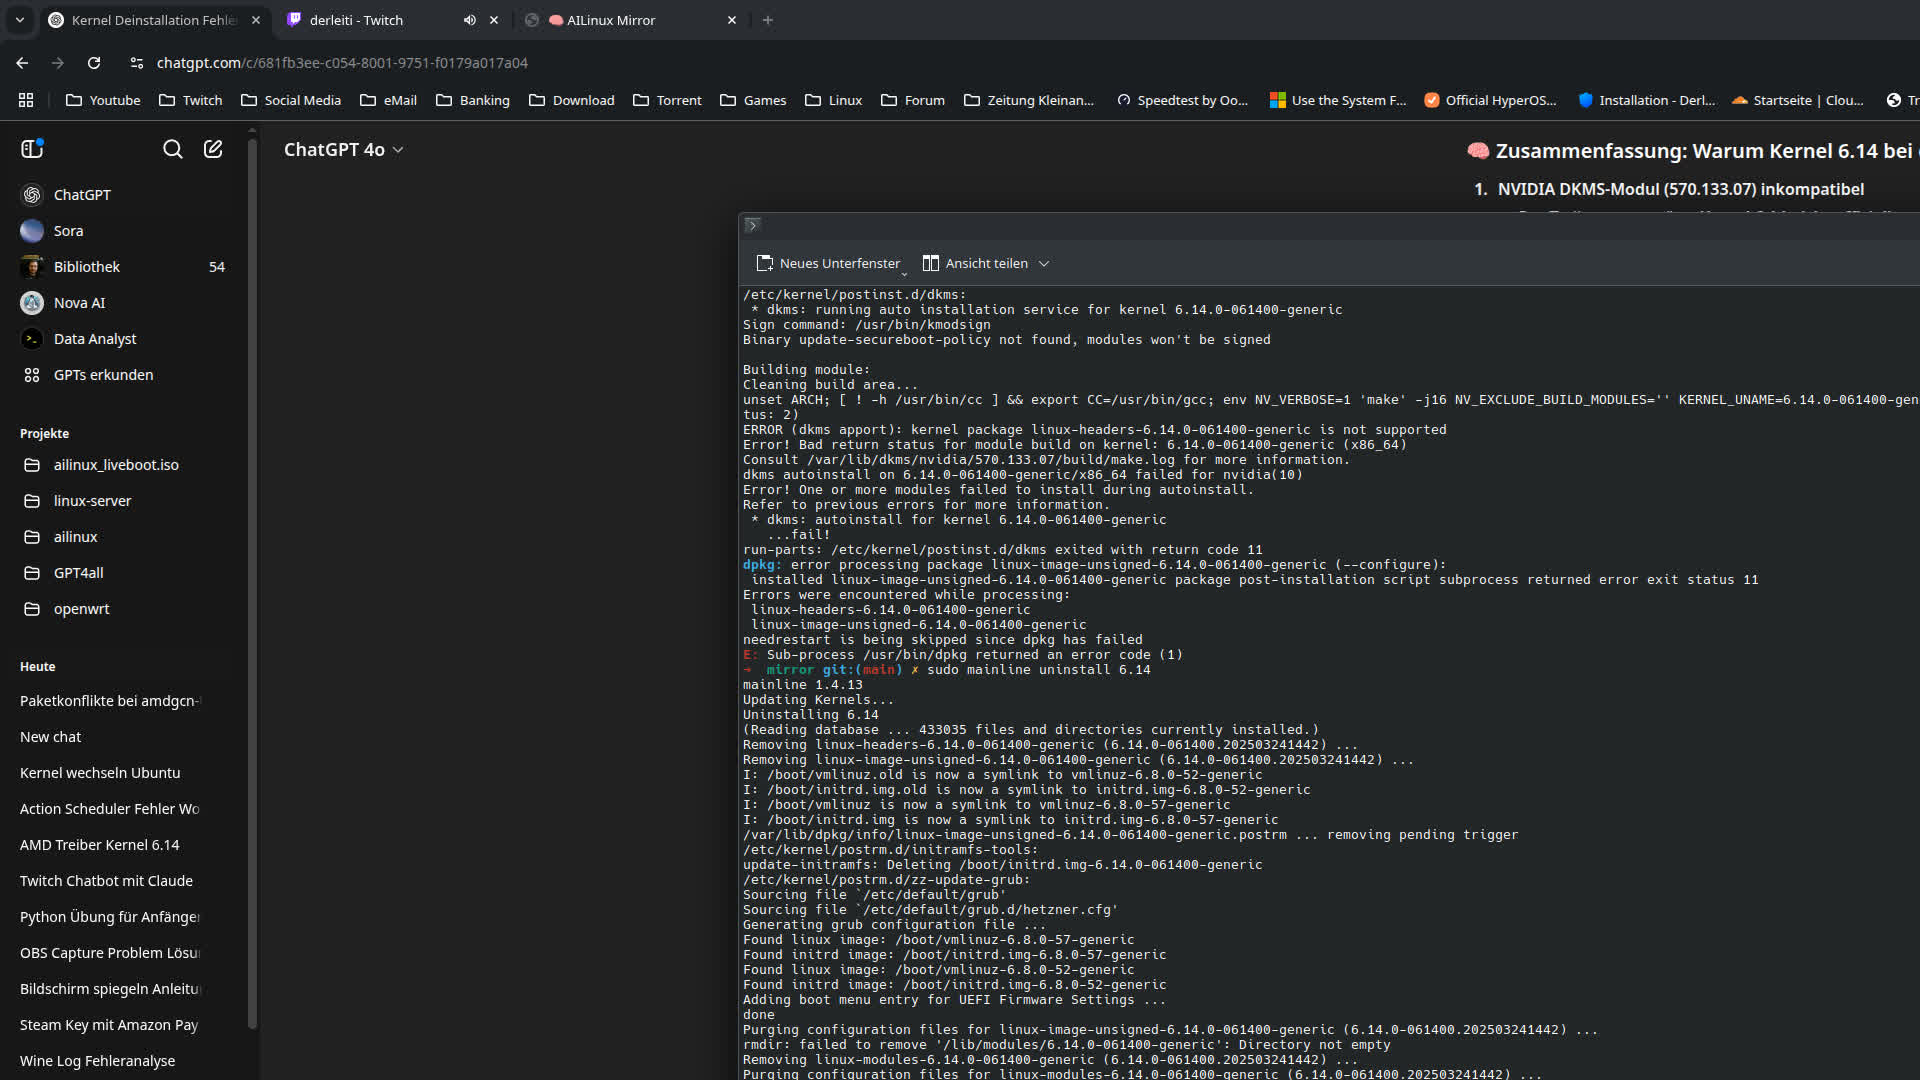 Kernel Deinstallation Fehle
derleiti - Twitch
AILinux Mirror
chatgpt.com/c/681fb3ee-c054-8001-9751-f0179a017a04
Youtube
Twitch
Social Media
eMail
Banking
Download
Torrent
Games
Linux
Forum
Zeitung Kleinan...
Speedtest by Oo...
Use the System F...
Official HyperOS...
Installation - Derl...
Startseite | Clou...
Tr
ChatGPT 4o
ChatGPT
Sora
Bibliothek 54
Nova AI
Data Analyst
GPTs erkunden
Projekte
ailinux_liveboot.iso
linux-server
ailinux
GPT4all
openwrt
Heute
Paketkonflikte bei amdgcn-
New chat
Kernel wechseln Ubuntu
Action Scheduler Fehler Wo
AMD Treiber Kernel 6.14
Twitch Chatbot mit Claude
Python Übung für Anfänger
OBS Capture Problem Lösu
Bildschirm spiegeln Anleitu
Steam Key mit Amazon Pay
Wine Log Fehleranalyse
Zusammenfassung: Warum Kernel 6.14 bei
1. NVIDIA DKMS-Modul (570.133.07) inkompatibel
Neues Unterfenster
Ansicht teilen
/etc/kernel/postinst.d/dkms:
 * dkms: running auto installation service for kernel 6.14.0-061400-generic
Sign command: /usr/bin/kmodsign
Binary update-secureboot-policy not found, modules won't be signed
Building module:
Cleaning build area...
unset ARCH; [ ! -h /usr/bin/cc ] && export CC=/usr/bin/gcc; env NV_VERBOSE=1 'make' -j16 NV_EXCLUDE_BUILD_MODULES='' KERNEL_UNAME=6.14.0-061400-gen
tus: 2)
ERROR (dkms apport): kernel package linux-headers-6.14.0-061400-generic is not supported
Error! Bad return status for module build on kernel: 6.14.0-061400-generic (x86_64)
Consult /var/lib/dkms/nvidia/570.133.07/build/make.log for more information.
dkms autoinstall on 6.14.0-061400-generic/x86_64 failed for nvidia(10)
Error! One or more modules failed to install during autoinstall.
Refer to previous errors for more information.
 * dkms: autoinstall for kernel 6.14.0-061400-generic
   ...fail!
run-parts: /etc/kernel/postinst.d/dkms exited with return code 11
dpkg: error processing package linux-image-unsigned-6.14.0-061400-generic (--configure):
 installed linux-image-unsigned-6.14.0-061400-generic package post-installation script subprocess returned error exit status 11
Errors were encountered while processing:
 linux-headers-6.14.0-061400-generic
 linux-image-unsigned-6.14.0-061400-generic
needrestart is being skipped since dpkg has failed
E: Sub-process /usr/bin/dpkg returned an error code (1)
→  mirror git:(main) ✗ sudo mainline uninstall 6.14
mainline 1.4.13
Updating Kernels...
Uninstalling 6.14
(Reading database ... 433035 files and directories currently installed.)
Removing linux-headers-6.14.0-061400-generic (6.14.0-061400.202503241442) ...
Removing linux-image-unsigned-6.14.0-061400-generic (6.14.0-061400.202503241442) ...
I: /boot/vmlinuz.old is now a symlink to vmlinuz-6.8.0-52-generic
I: /boot/initrd.img.old is now a symlink to initrd.img-6.8.0-52-generic
I: /boot/vmlinuz is now a symlink to vmlinuz-6.8.0-57-generic
I: /boot/initrd.img is now a symlink to initrd.img-6.8.0-57-generic
/var/lib/dpkg/info/linux-image-unsigned-6.14.0-061400-generic.postrm ... removing pending trigger
/etc/kernel/postrm.d/initramfs-tools:
update-initramfs: Deleting /boot/initrd.img-6.14.0-061400-generic
/etc/kernel/postrm.d/zz-update-grub:
Sourcing file `/etc/default/grub'
Sourcing file `/etc/default/grub.d/hetzner.cfg'
Generating grub configuration file ...
Found linux image: /boot/vmlinuz-6.8.0-57-generic
Found initrd image: /boot/initrd.img-6.8.0-57-generic
Found linux image: /boot/vmlinuz-6.8.0-52-generic
Found initrd image: /boot/initrd.img-6.8.0-52-generic
Adding boot menu entry for UEFI Firmware Settings ...
done
Purging configuration files for linux-image-unsigned-6.14.0-061400-generic (6.14.0-061400.202503241442) ...
rmdir: failed to remove '/lib/modules/6.14.0-061400-generic': Directory not empty
Removing linux-modules-6.14.0-061400-generic (6.14.0-061400.202503241442) ...
Purging configuration files for linux-modules-6.14.0-061400-generic (6.14.0-061400.202503241442) ...